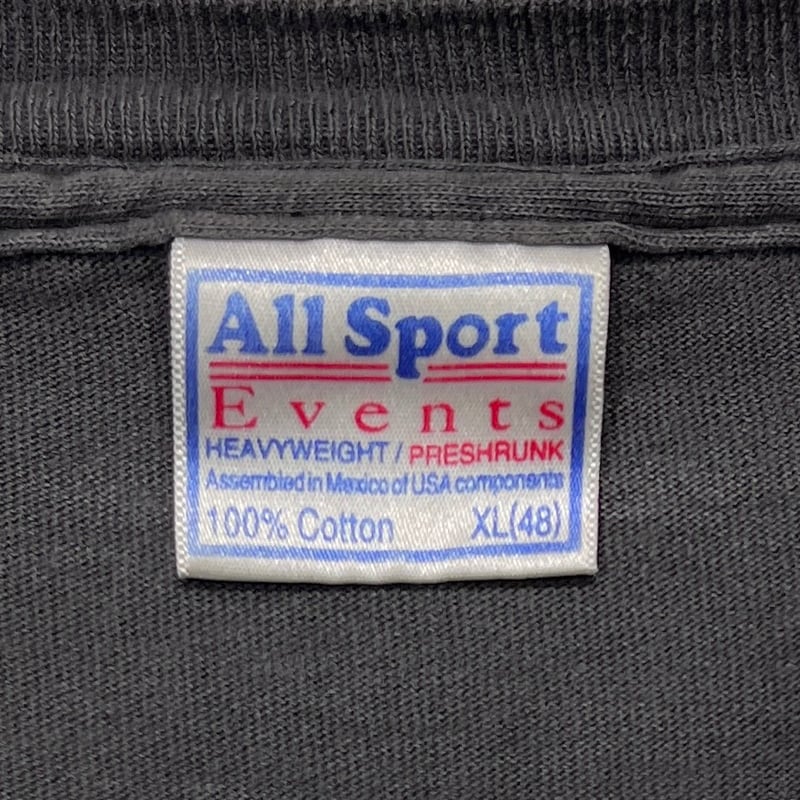 All Sport
Events
HEAVYWEIGHT / PRESHRUNK
Assembled in Mexico of USA components
100% Cotton XL(48)